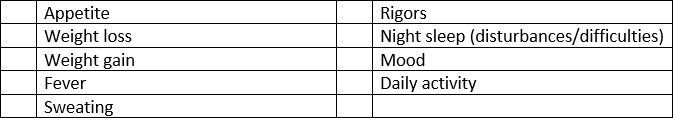 Appetite
Rigors
Weight loss
Night sleep (disturbances/difficulties)
Weight gain
Mood
Fever
Daily activity
Sweating